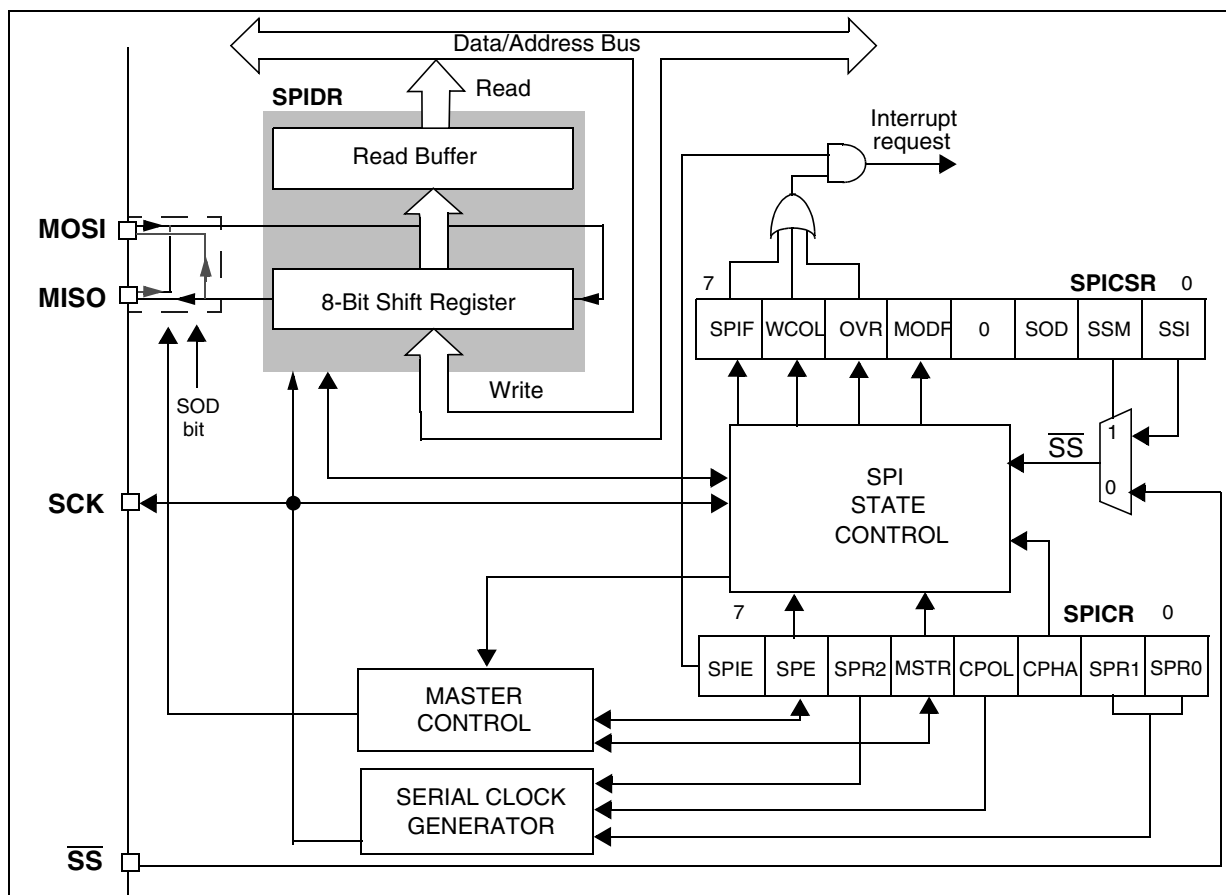 Data/Address Bus
SPIDR
Read
Read Buffer
Interrupt
request
MOSI
MISO
8-Bit Shift Register
7
SPICSR
0
SPIF
WCOL
OVR
MODF
0
SOD
SSM
SSI
Write
SOD
bit
1
SS
0
SCK
SPI
STATE
CONTROL
7
SPICR
0
SPIE
SPE
SPR2
MSTR
CPOL
CPHA
SPR1
SPR0
MASTER
CONTROL
SERIAL CLOCK
GENERATOR
SS